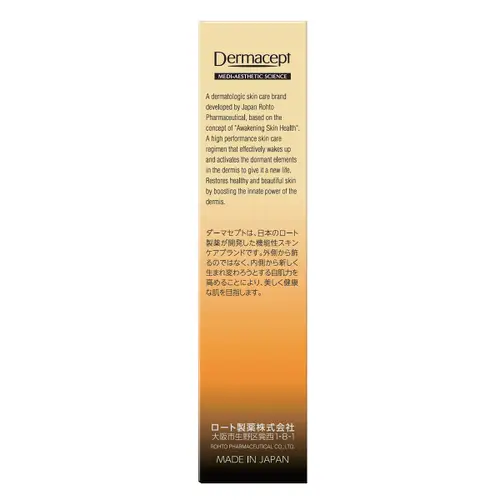 Dermacept
MEDI-AESTHETIC SCIENCE
A dermatologic skin care brand
developed by Japan Rohto
Pharmaceutical, based on the
concept of "Awakening Skin Health".
A high performance skin care
regimen that effectively wakes up
and activates the dormant elements
in the dermis to give it a new life.
Restores healthy and beautiful skin
by boosting the innate power of the
dermis.
ダーマセプトは、日本のロート
製薬が開発した機能性スキン
ケアブランドです。外側から飾
るのではなく、内側から新しく
生まれ変わろうとする自肌力を
高めることにより、美しく健康
な肌を目指します。
ロート製薬株式会社
大阪市生野区巽西1-8-1
ROHTO PHARMACEUTICAL CO., LTD.
MADE IN JAPAN